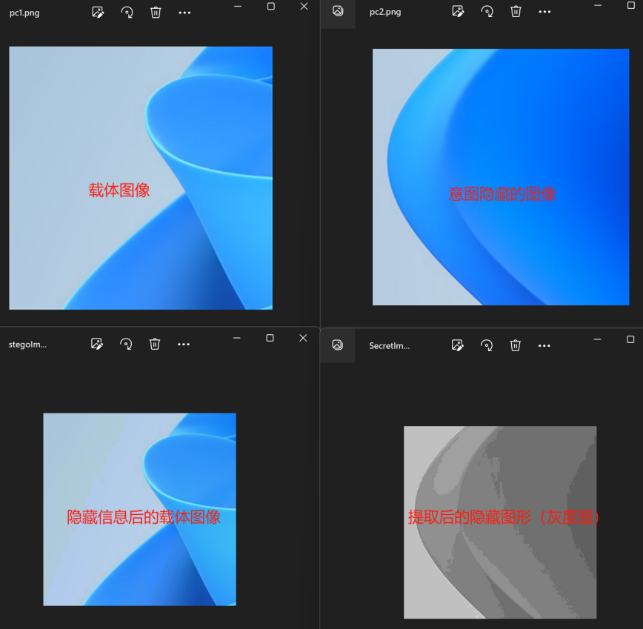 pc1.png
pc2.png
载体图像
意图隐藏的图像
stegoIm...
SecretIm...
隐藏信息后的载体图像
提取后的隐藏图形（灰度图）